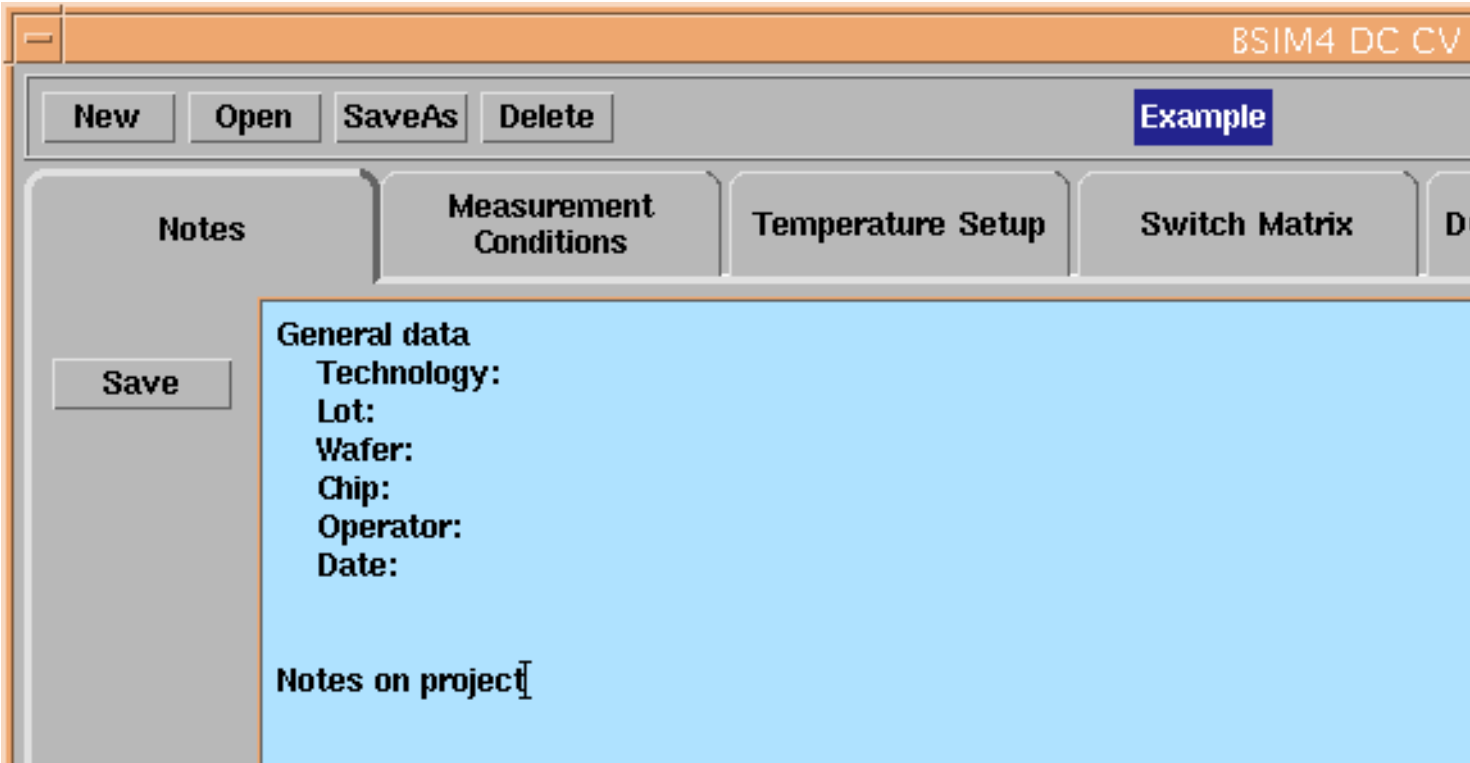 BSIM4 DC CV
New Open SaveAs Delete Example
Notes
Measurement
Conditions
Temperature Setup
Switch Matrix
D
Save
General data
Technology:
Lot:
Wafer:
Chip:
Operator:
Date:
Notes on project